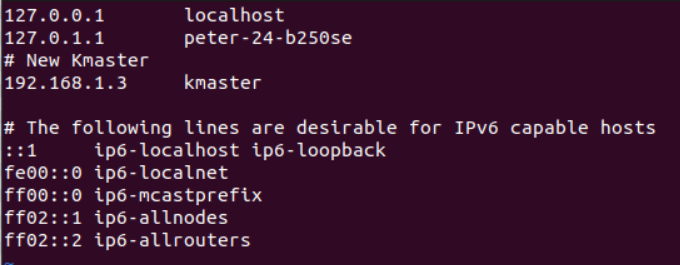 127.0.0.1 localhost
127.0.1.1 peter-24-b250se
# New Kmaster
192.168.1.3 kmaster
# The following lines are desirable for IPv6 capable hosts
::1 ip6-localhost ip6-loopback
fe00::0 ip6-localnet
ff00::0 ip6-mcastprefix
ff02::1 ip6-allnodes
ff02::2 ip6-allrouters
~